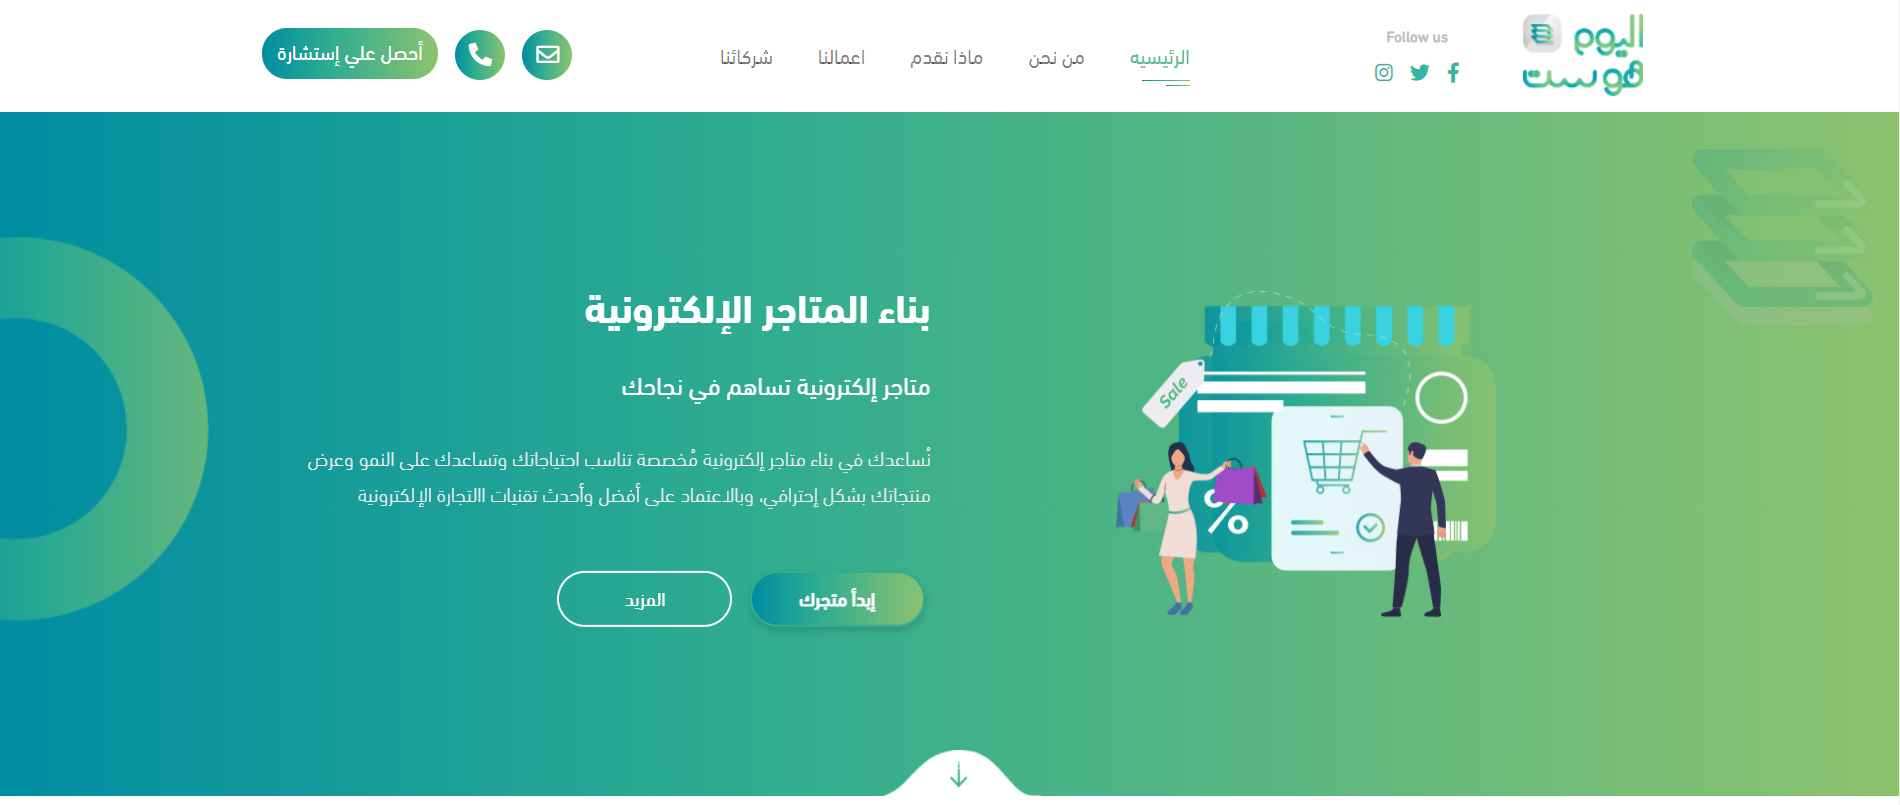 اليوم
هوست
Follow us
الرئيسيه
من نحن
ماذا نقدم
اعمالنا
شركائنا
أحصل علي إستشارة
بناء المتاجر الإلكترونية
متاجر إلكترونية تساهم في نجاحك
نُساعدك في بناء متاجر إلكترونية مُخصصة تناسب احتياجاتك وتساعدك على النمو وعرض
منتجاتك بشكل إحترافي، وبالاعتماد على أفضل وأحدث تقنيات االتجارة الإلكترونية
إبدأ متجرك
المزيد
Sale
%